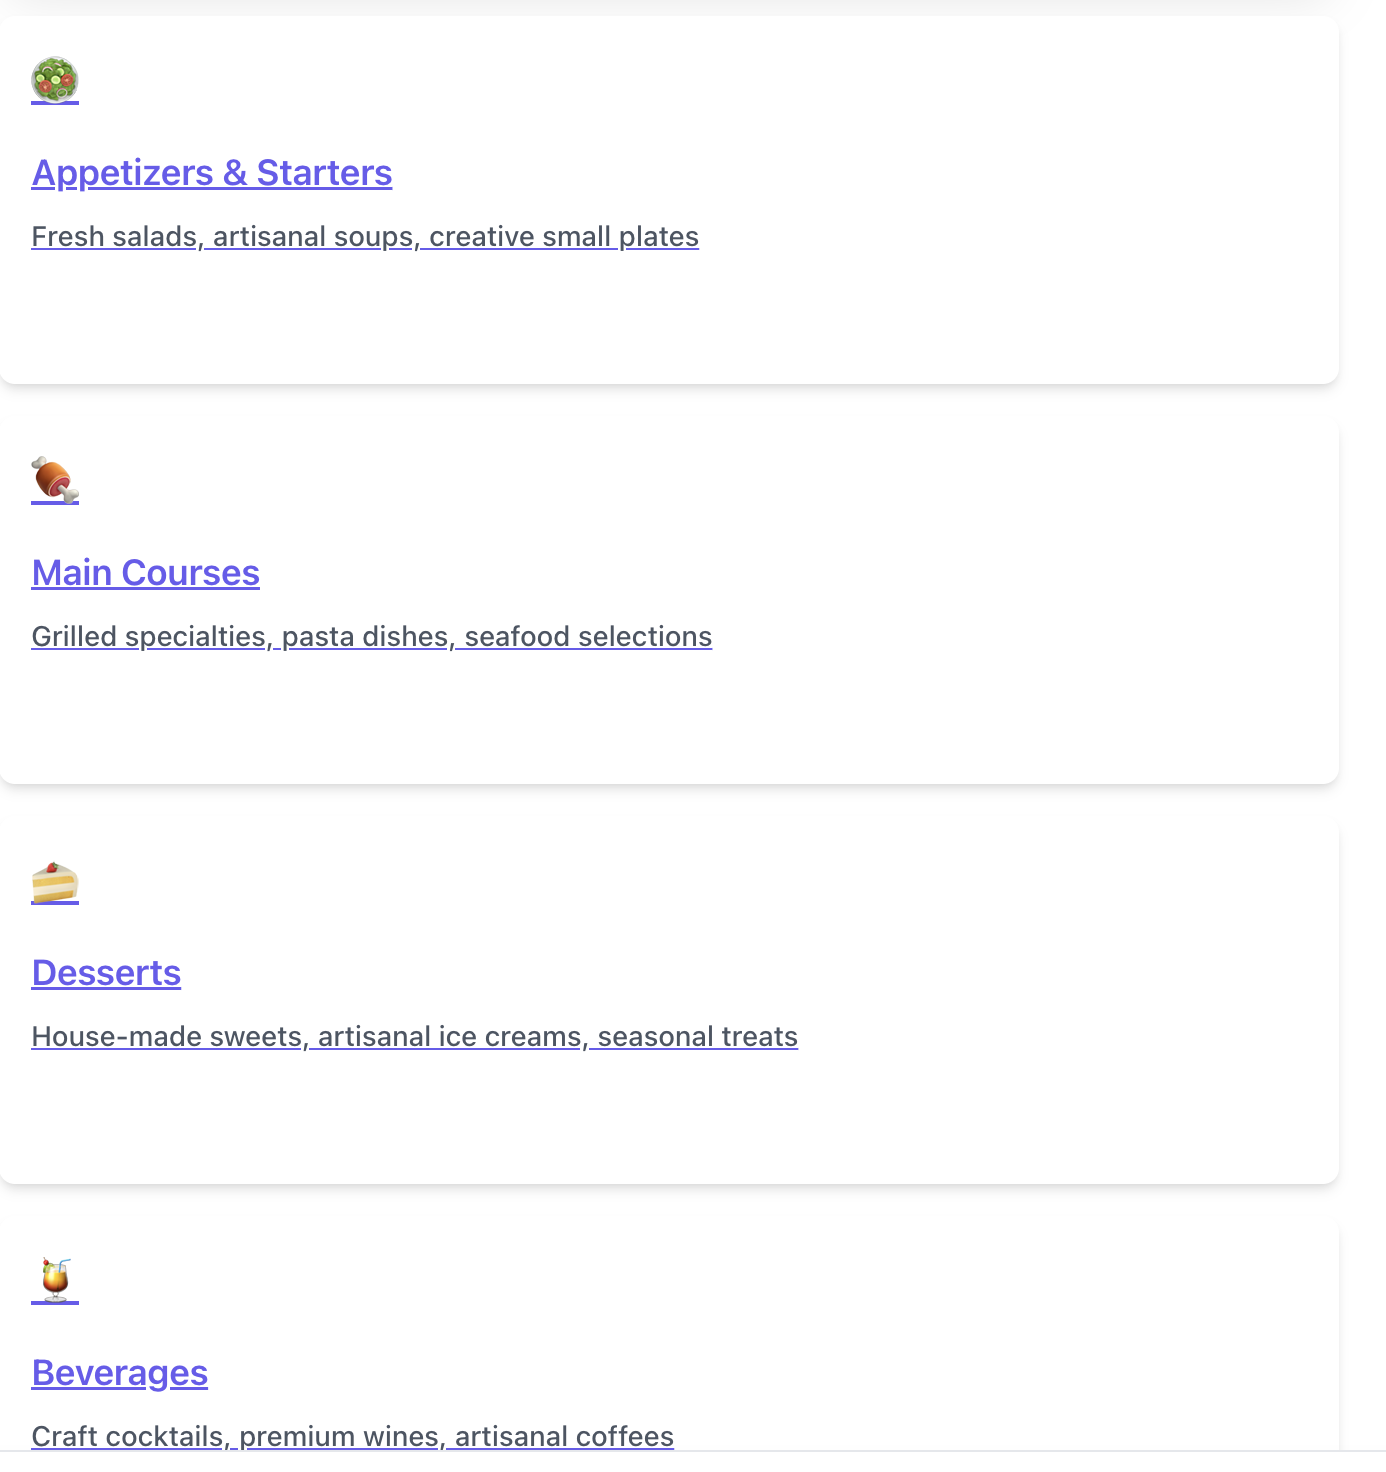 Appetizers & Starters
Fresh salads, artisanal soups, creative small plates
Main Courses
Grilled specialties, pasta dishes, seafood selections
Desserts
House-made sweets, artisanal ice creams, seasonal treats
Beverages
Craft cocktails, premium wines, artisanal coffees